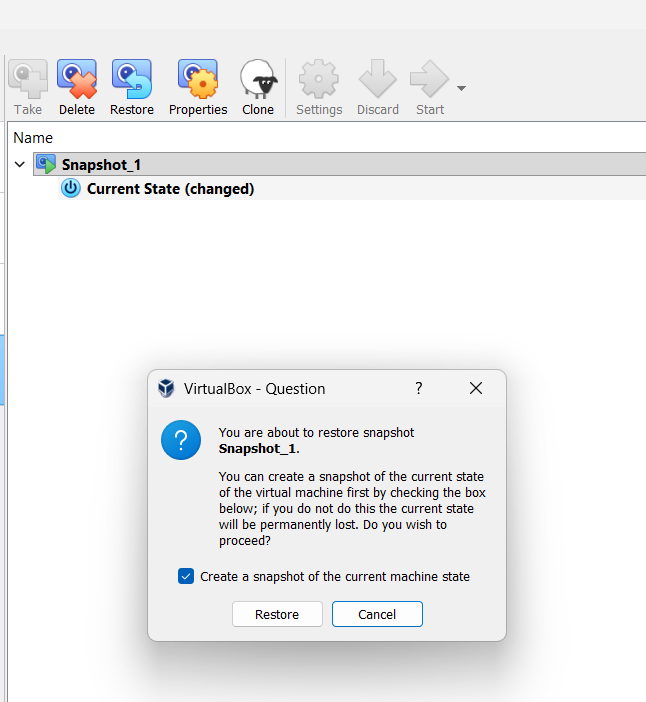 Take Delete Restore Properties Clone Settings Discard Start
Name
Snapshot_1
Current State (changed)
VirtualBox - Question ?
?
You are about to restore snapshot
Snapshot_1.
You can create a snapshot of the current state
of the virtual machine first by checking the box
below; if you do not do this the current state
will be permanently lost. Do you wish to
proceed?
Create a snapshot of the current machine state
Restore Cancel